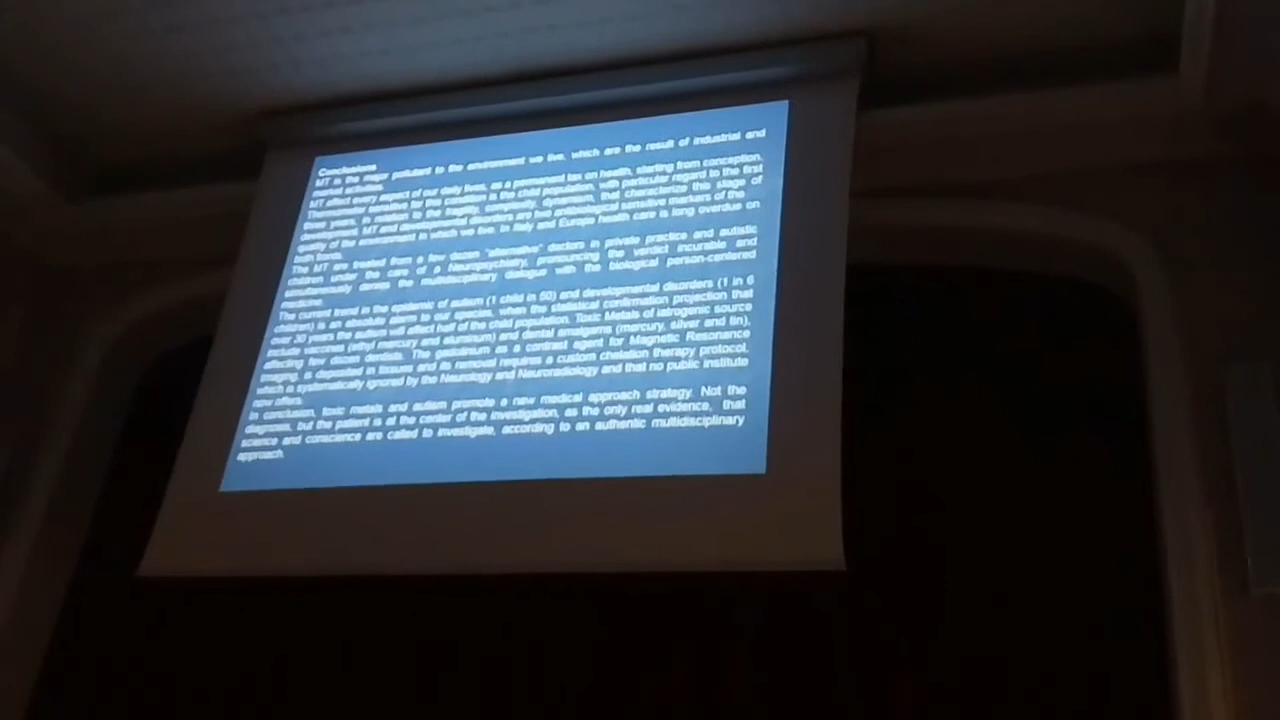 Conclusions
MT is the major pollutant to the environment we live, which are the result of industrial and
market activities.
MT affect every aspect of our daily lives, as a permanent tax on health, starting from conception.
for this condition is the child population, with particular regard to the first
three years, in relation to the fragility, dynamism, that characterize this stage of
development. MT and developmental disorders are two sensitive markers of the
quality of the environment in which we live. In Italy and Europe health care is long overdue on
both fronts.
The MT are treated from a few dozen "alternative" doctors in private practice and autistic
children under the care of a Neuropsychiatry, pronouncing the verdict incurable and
simultaneously denies the multidisciplinary dialogue with the biological person-centered
medicine.
The current trend in the epidemic of autism (1 child in 50) and developmental disorders (1 in 6
children) is an absolute alarm to our species, when the statistical confirmation projection that
over 30 years the pattern will affect half of the child population. Toxic Metals of iatrogenic source
include vaccines (ethyl mercury and aluminum) and dental amalgams (mercury, silver and tin),
affecting few dozen dentists. The gadolinium as a contrast agent for Magnetic Resonance
Imaging, is deposited in tissues and its removal requires a custom chelation therapy protocol,
which is systematically ignored by the Neurology and Neuroradiology and that no public institute
now offers.
In conclusion, toxic metals and autism promote a new medical approach strategy. Not the
diagnosis, but the patient is at the center of the investigation, as the only real evidence, that
science and conscience are called to investigate, according to an authentic multidisciplinary
approach.